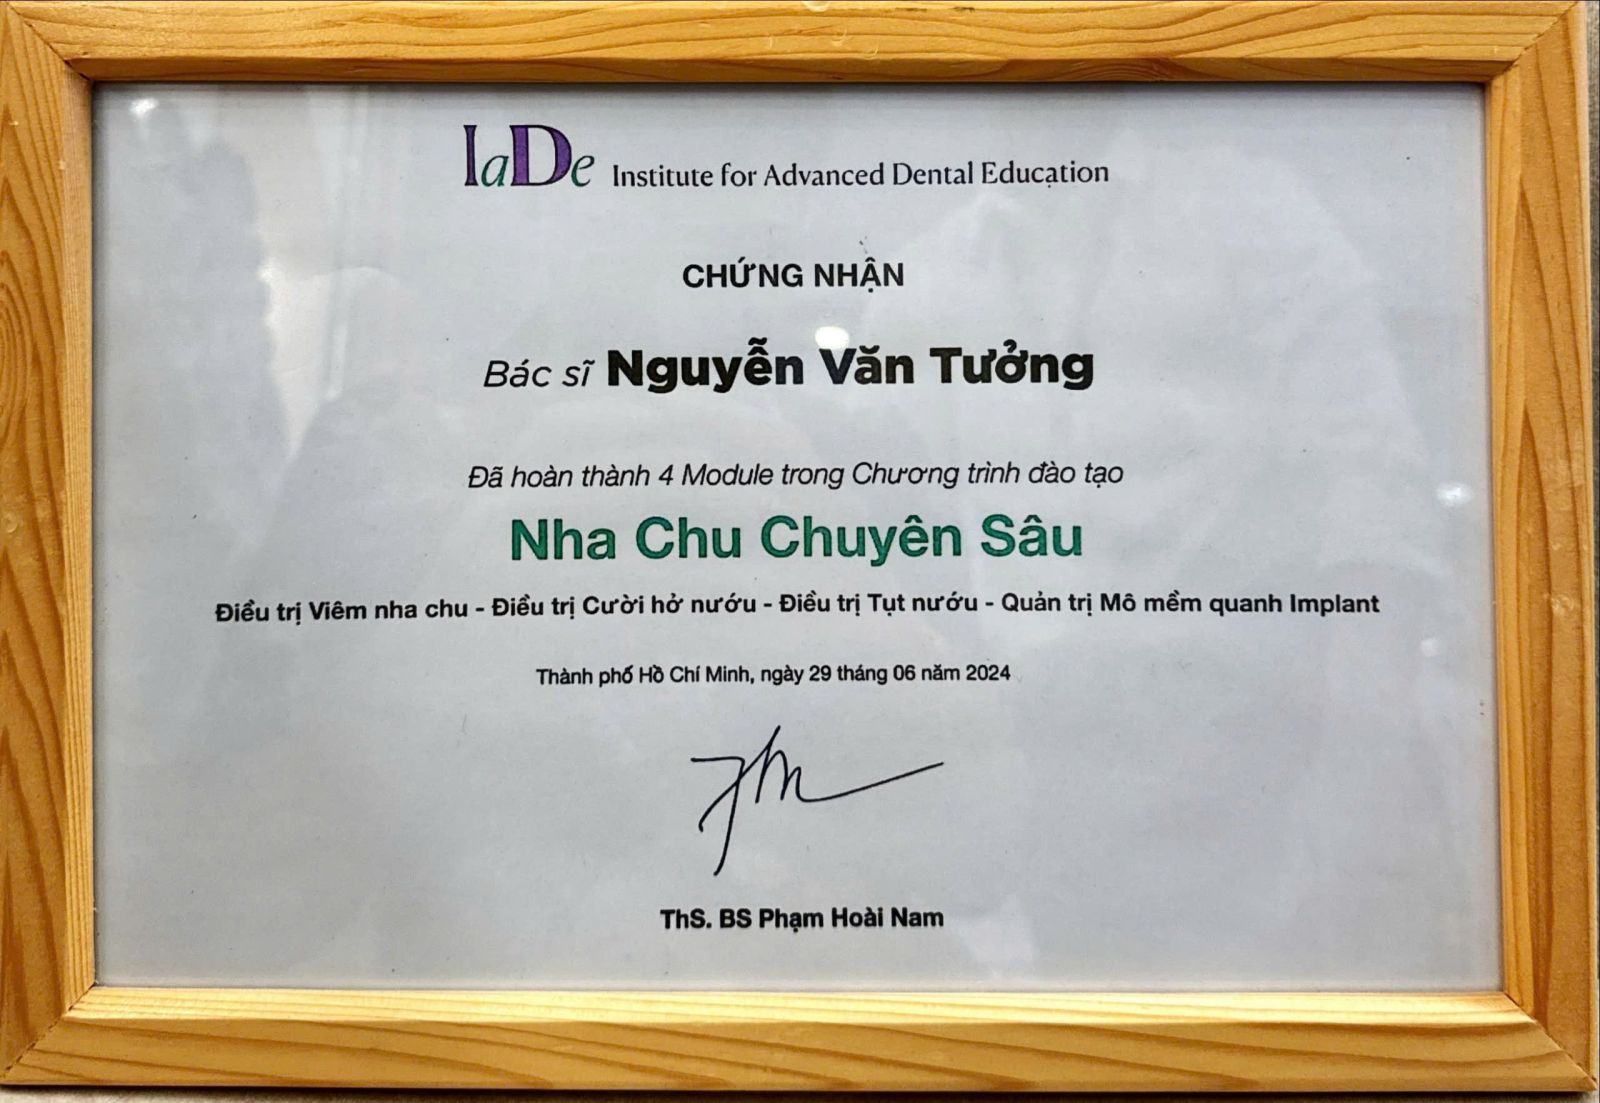 IaDe Institute for Advanced Dental Education
CHỨNG NHẬN
Bác sĩ Nguyễn Văn Tưởng
Đã hoàn thành 4 Module trong Chương trình đào tạo
Nha Chu Chuyên Sâu
Điều trị Viêm nha chu - Điều trị Cười hở nướu - Điều trị Tụt nướu - Quản trị Mô mềm quanh Implant
Thành phố Hồ Chí Minh, ngày 29 tháng 06 năm 2024
ThS. BS Phạm Hoài Nam